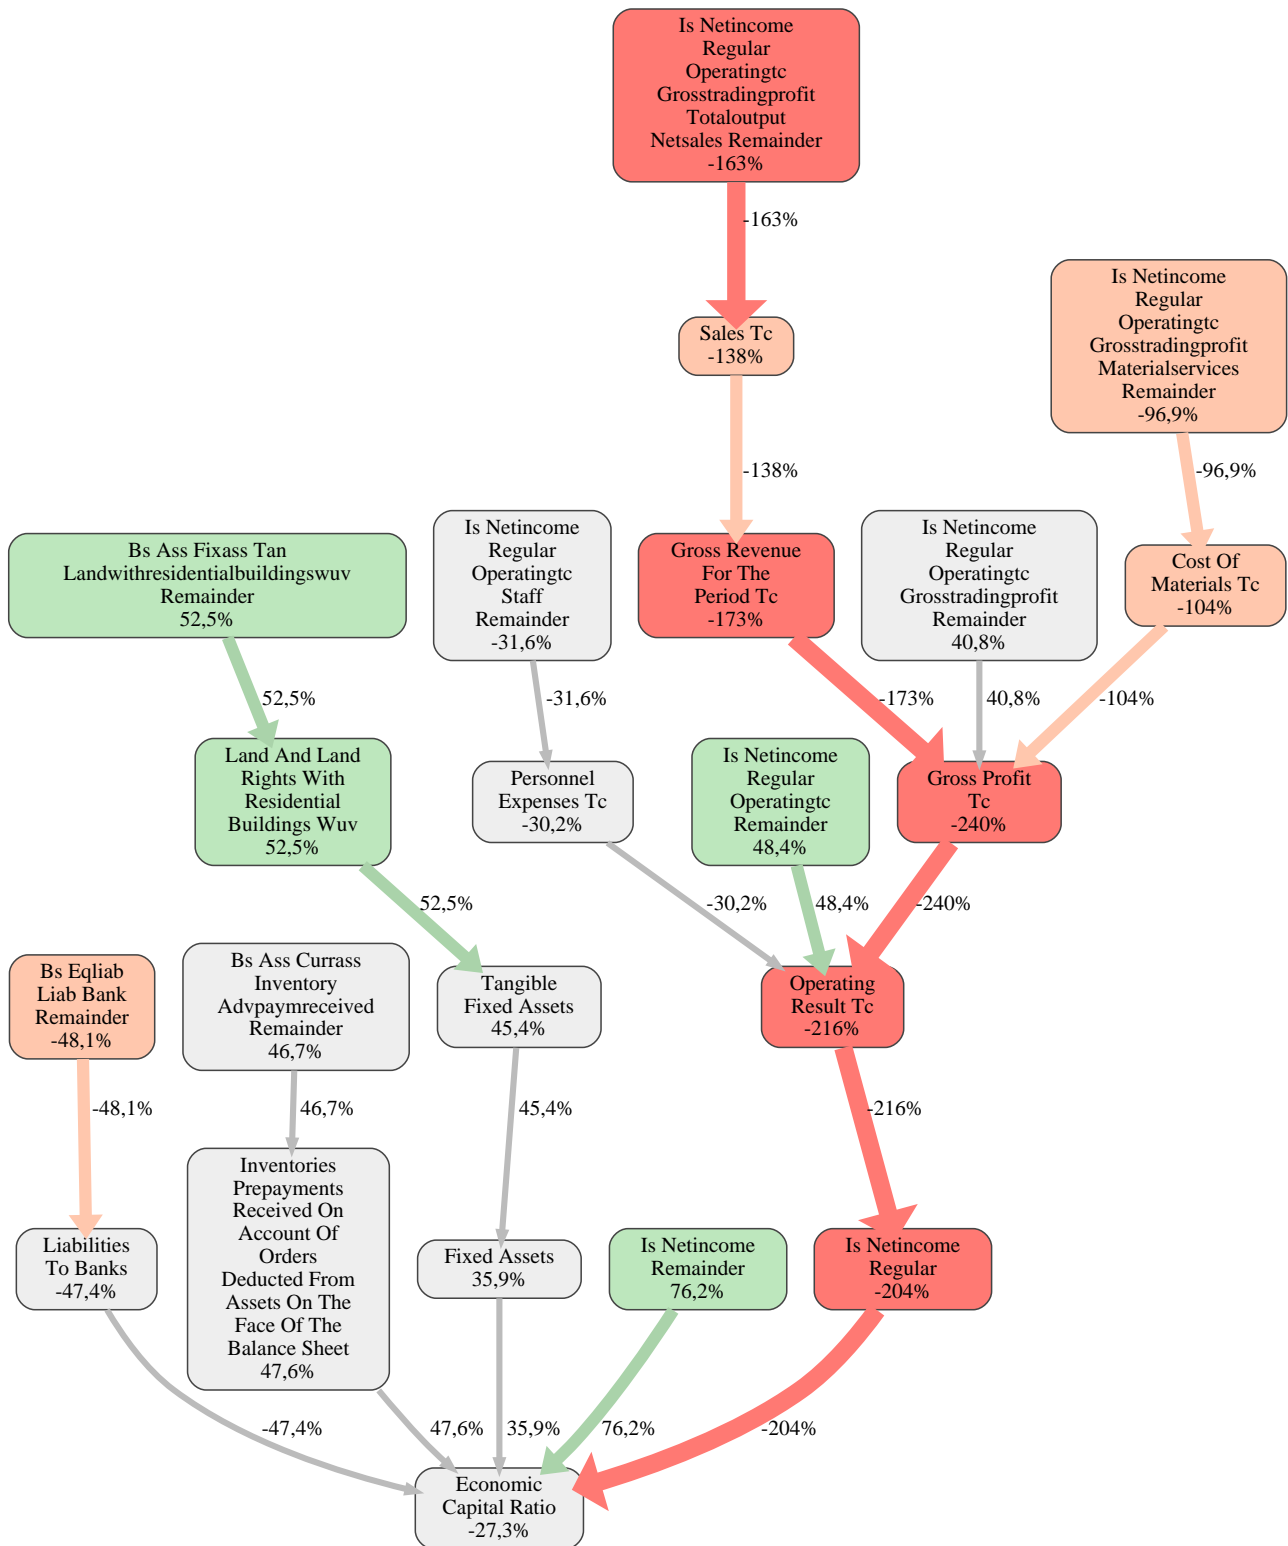 Is Netincome
Regular
Operatingtc
Grosstradingprofit
Totaloutput
Netsales Remainder
-163%
-163%
Is Netincome
Regular
Operatingtc
Grosstradingprofit
Materialservices
Remainder
-96,9%
Sales Tc
-138%
-138%
-96,9%
Bs Ass Fixass Tan
Landwithresidentialbuildingswuv
Remainder
52,5%
Is Netincome
Regular
Operatingtc
Staff
Remainder
-31,6%
Gross Revenue
For The
Period Tc
-173%
Is Netincome
Regular
Operatingtc
Grosstradingprofit
Remainder
40,8%
Cost Of
Materials Tc
-104%
52,5%
-31,6%
-173%
40,8%
-104%
Land And Land
Rights With
Residential
Buildings Wuv
52,5%
Personnel
Expenses Tc
-30,2%
Is Netincome
Regular
Operatingtc
Remainder
48,4%
Gross Profit
Tc
-240%
52,5%
-30,2%
48,4%
-240%
Bs Eqliab
Liab Bank
Remainder
-48,1%
Bs Ass Currass
Inventory
Advpaymreceived
Remainder
46,7%
Tangible
Fixed Assets
45,4%
Operating
Result Tc
-216%
-48,1%
46,7%
45,4%
-216%
Liabilities
To Banks
-47,4%
Inventories
Prepayments
Received On
Account Of
Orders
Deducted From
Assets On The
Face Of The
Balance Sheet
47,6%
Fixed Assets
35,9%
Is Netincome
Remainder
76,2%
Is Netincome
Regular
-204%
-47,4%
47,6%
35,9%
76,2%
-204%
Economic
Capital Ratio
-27,3%